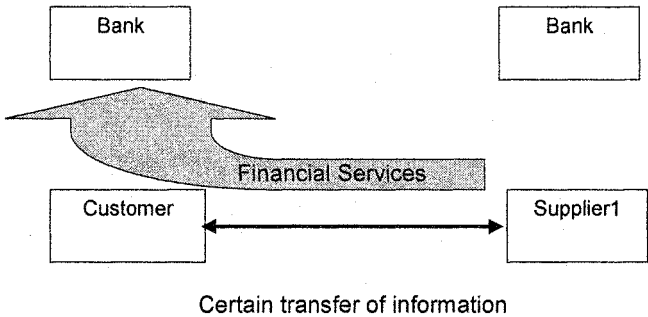 Bank
Bank
Financial Services
Customer
Supplier1
Certain transfer of information